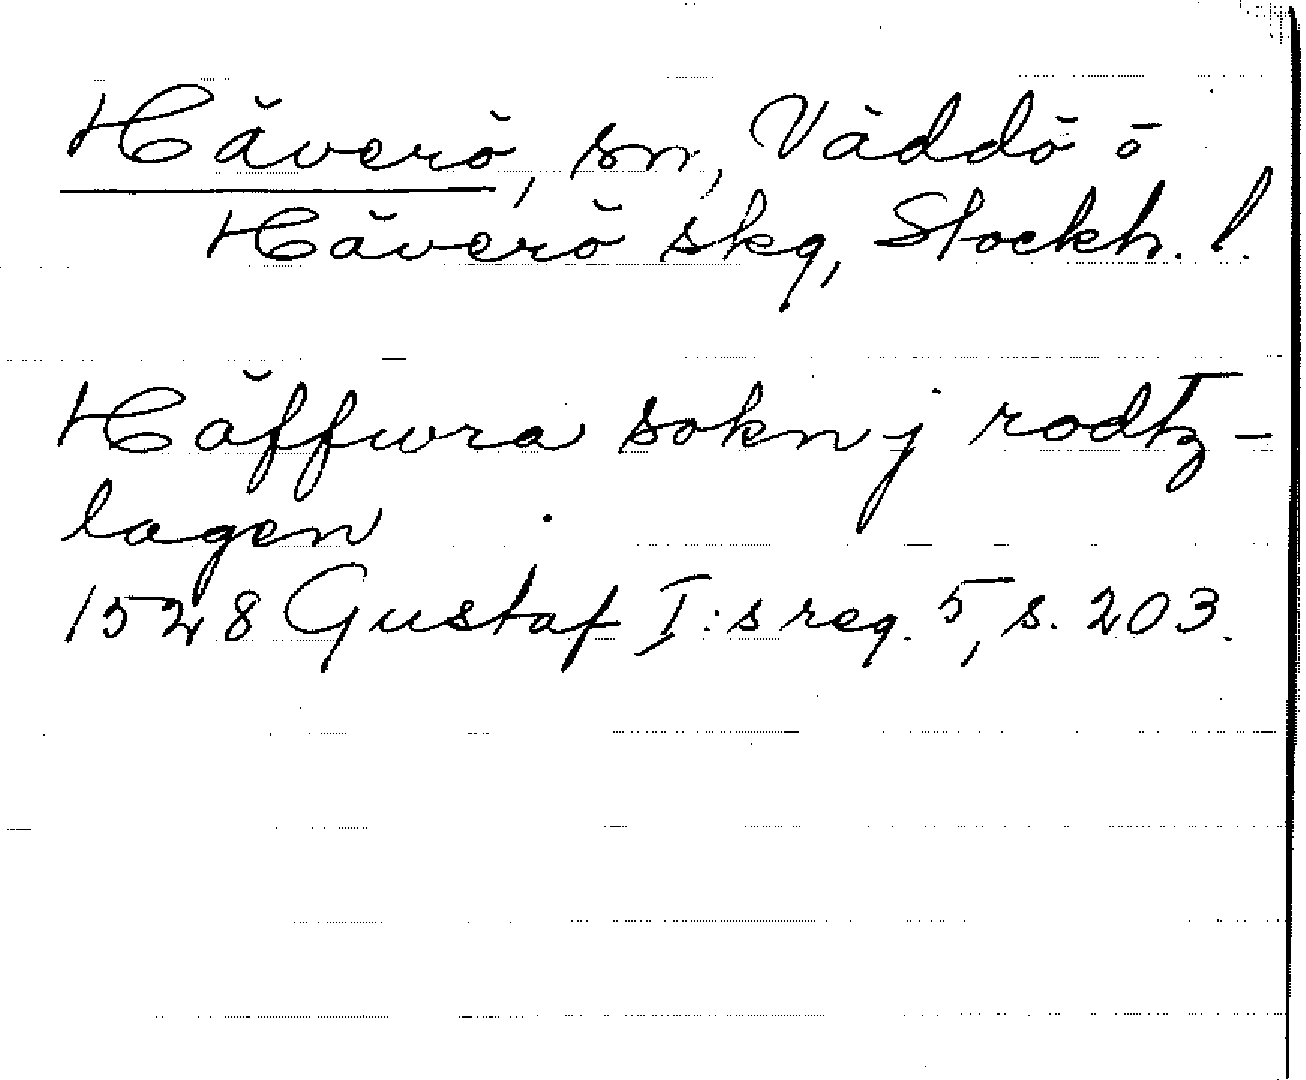 Häverö, sn, Väddö o
Häverö skg, Stockh. l.
Häffwra sokn j rodtz-
lagen
1528 Gustaf I:s reg. 5, s. 203.